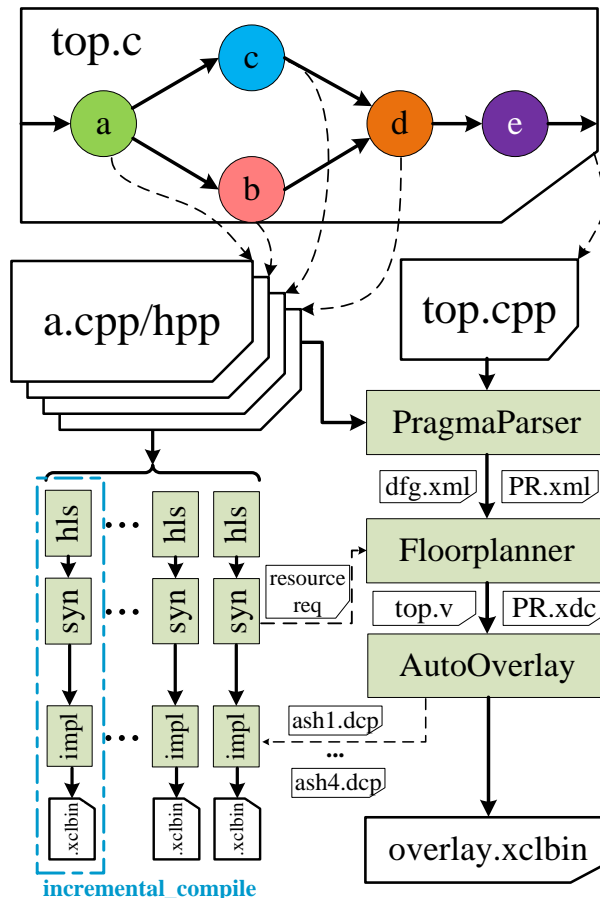 top.c
c
a
d
e
b
a.cpp/hpp
top.cpp
PragmaParser
dfg.xml
PR.xml
hls
...
hls
hls
Floorplanner
resource
req
syn
...
syn
syn
top.v
PR.xdc
AutoOverlay
impl
...
impl
impl
ash1.dcp
...
ash4.dcp
.xclbin
.xclbin
.xclbin
overlay.xclbin
incremental_compile